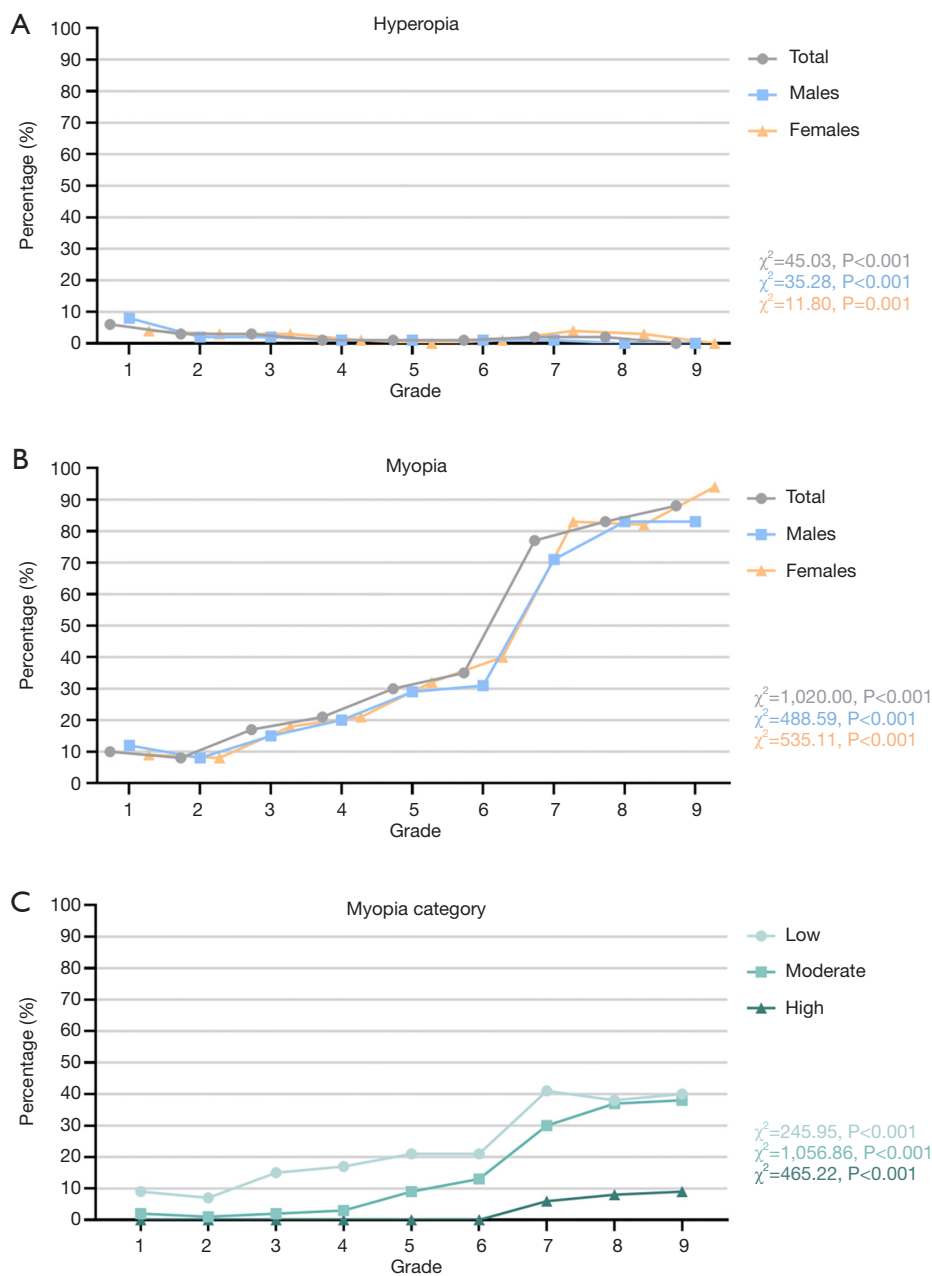 A
Hyperopia
100
90
80
70
60
50
40
30
20
10
0
Percentage (%)
1 2 3 4 5 6 7 8 9
Grade
Total
Males
Females
χ²=45.03, P<0.001
χ²=35.28, P<0.001
χ²=11.80, P=0.001
B
Myopia
100
90
80
70
60
50
40
30
20
10
0
Percentage (%)
1 2 3 4 5 6 7 8 9
Grade
Total
Males
Females
χ²=1,020.00, P<0.001
χ²=488.59, P<0.001
χ²=535.11, P<0.001
C
Myopia category
100
90
80
70
60
50
40
30
20
10
0
Percentage (%)
1 2 3 4 5 6 7 8 9
Grade
Low
Moderate
High
χ²=245.95, P<0.001
χ²=1,056.86, P<0.001
χ²=465.22, P<0.001